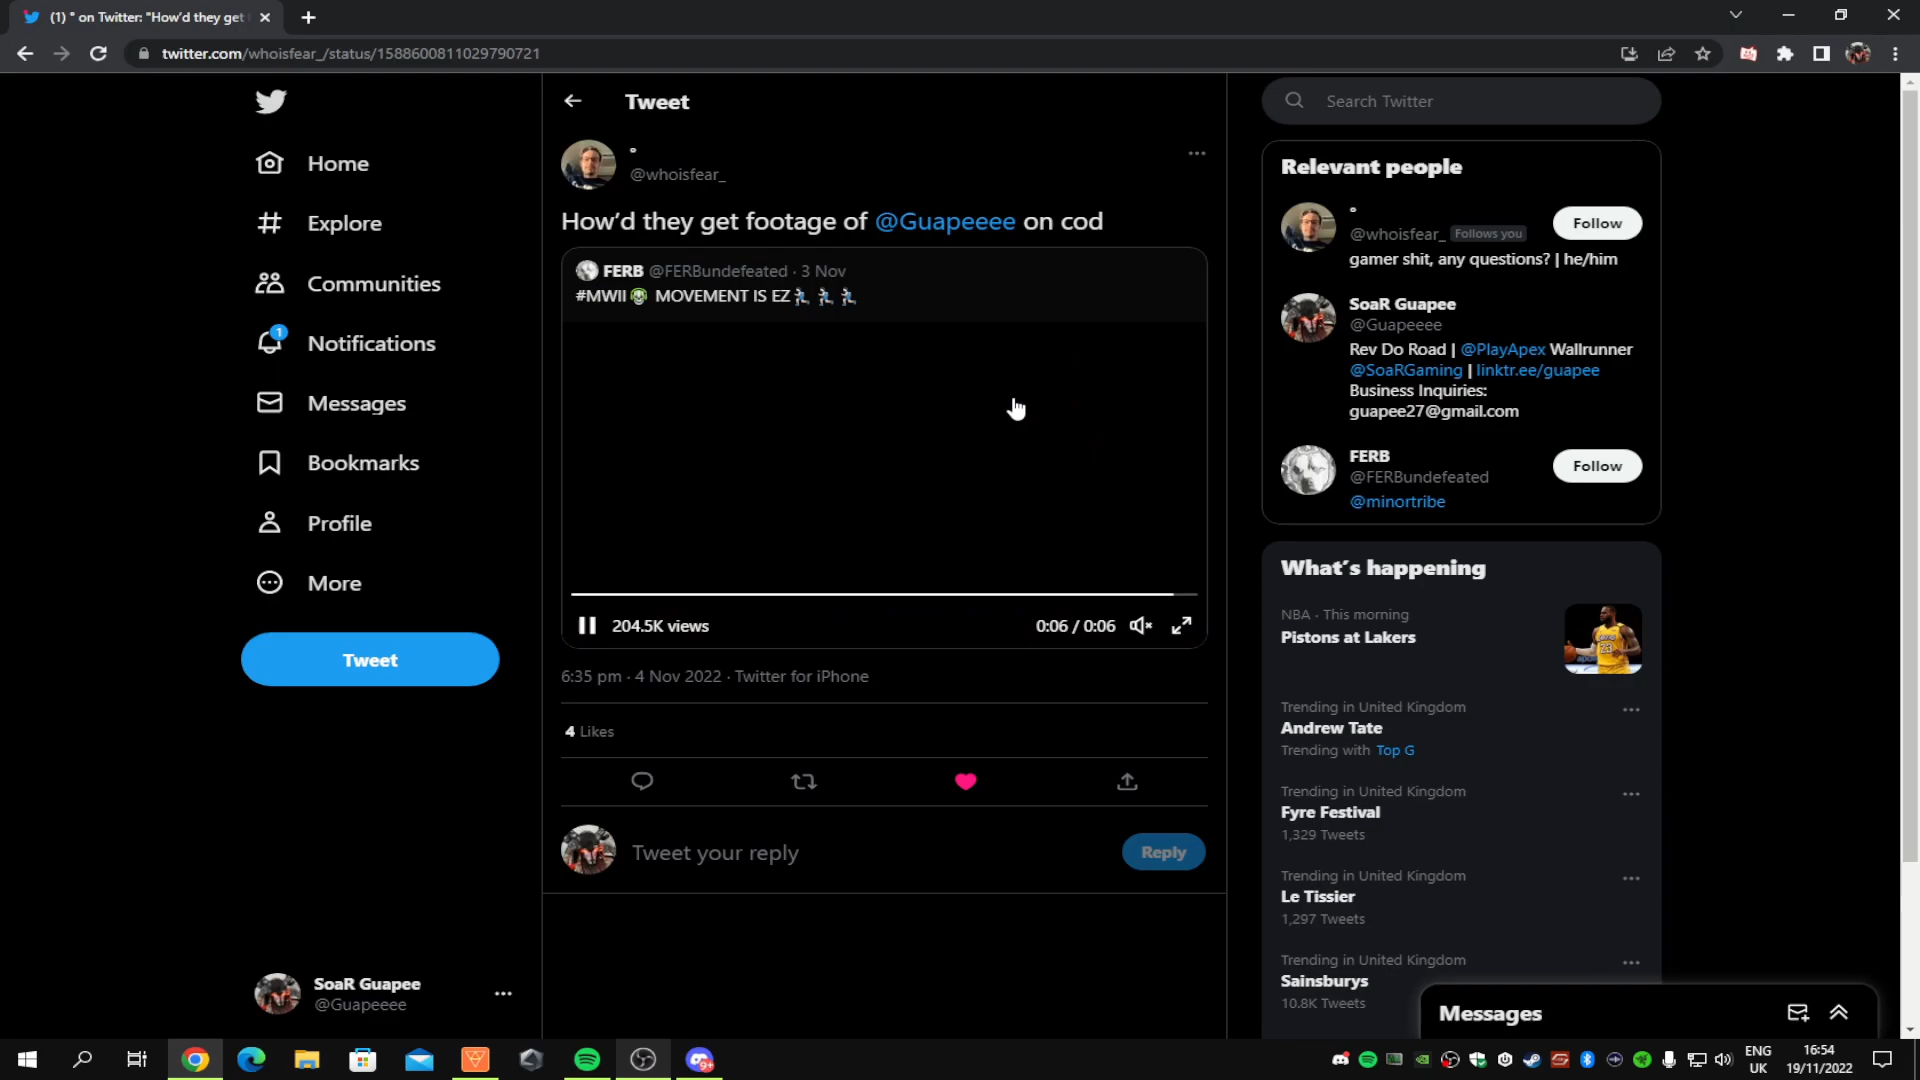 (1) ° on Twitter: "How'd they get
twitter.com/whoisfear_/status/1588600811029790721
Home
Explore
Communities
1
Notifications
Messages
Bookmarks
Profile
More
Tweet
SoaR Guapee
@Guapeeee
Tweet
°
@whoisfear_
How'd they get footage of @Guapeeee on cod
FERB @FERBundefeated · 3 Nov
#MWII MOVEMENT IS EZ
204.5K views
0:06 / 0:06
6:35 pm · 4 Nov 2022 · Twitter for iPhone
4 Likes
Tweet your reply
Reply
Search Twitter
Relevant people
°
@whoisfear_ Follows you
Follow
gamer shit, any questions? | he/him
SoaR Guapee
@Guapeeee
Rev Do Road | @PlayApex Wallrunner
@SoaRGaming | linktr.ee/guapee
Business Inquiries:
guapee27@gmail.com
FERB
@FERBundefeated
Follow
@minortribe
What's happening
NBA · This morning
Pistons at Lakers
Trending in United Kingdom
Andrew Tate
Trending with Top G
Trending in United Kingdom
Fyre Festival
1,329 Tweets
Trending in United Kingdom
Le Tissier
1,297 Tweets
Trending in United Kingdom
Sainsburys
10.8K Tweets
Messages
9+
ENG
UK
16:54
19/11/2022